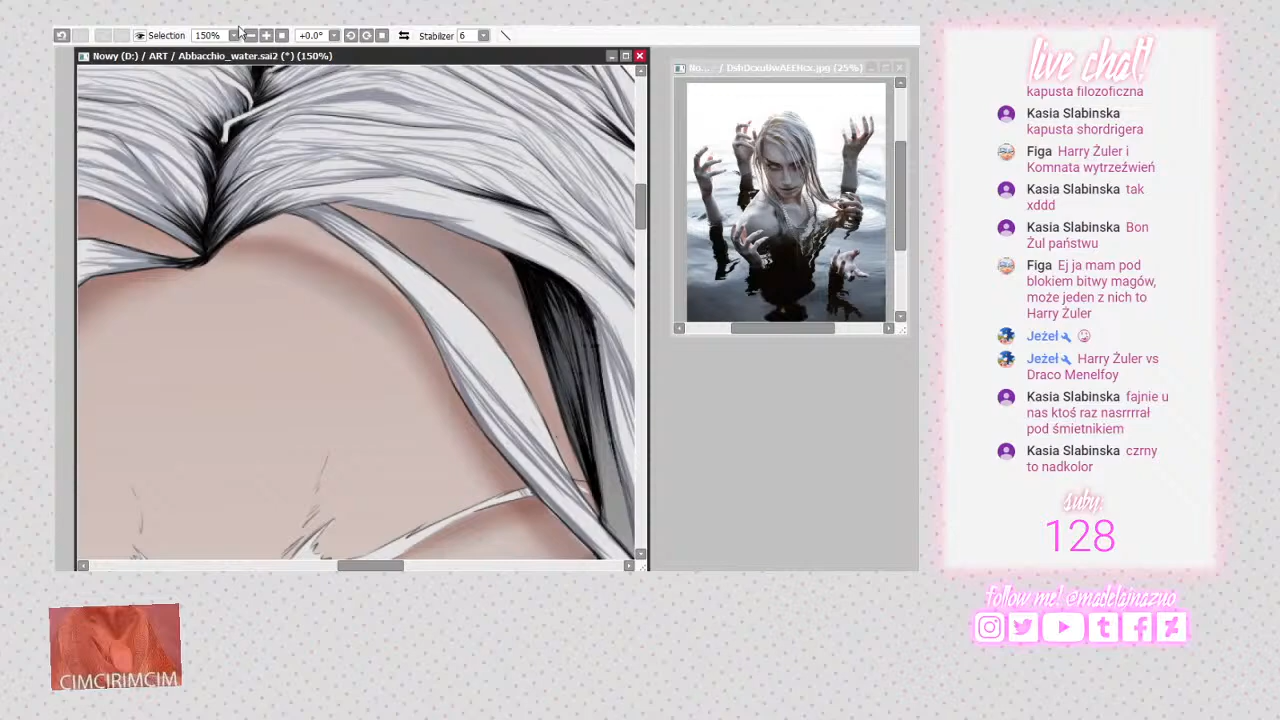 Selection
150%
+0.0°
Stabilizer 6
Nowy (D:) / ART / Abbacchio_water.sai2 (*) (150%)
live chat!
kapusta filozoficzna
Kasia Slabinska
kapusta shordrigera
Figa Harry Żuler i
Komnata wytrzeźwień
Kasia Slabinska tak
xddd
Kasia Slabinska Bon
Żul państwu
Figa Ej ja mam pod
blokiem bitwy magów,
może jeden z nich to
Harry Żuler
Jeżeł
Jeżeł Harry Żuler vs
Draco Menelfoy
Kasia Slabinska fajnie u
nas ktoś raz nasrrrrał
pod śmietnikiem
Kasia Slabinska czrny
to nadkolor
suby
128
follow me! @madelainazuo
CIMCIRIMCIM